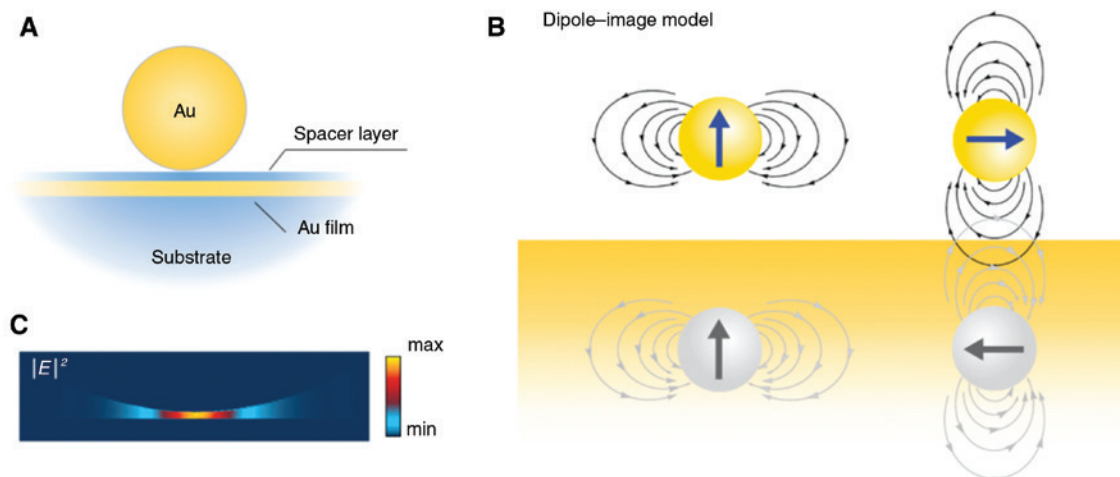 A
Au
Spacer layer
Au film
Substrate
B
Dipole–image model
C
|E|²
max
min